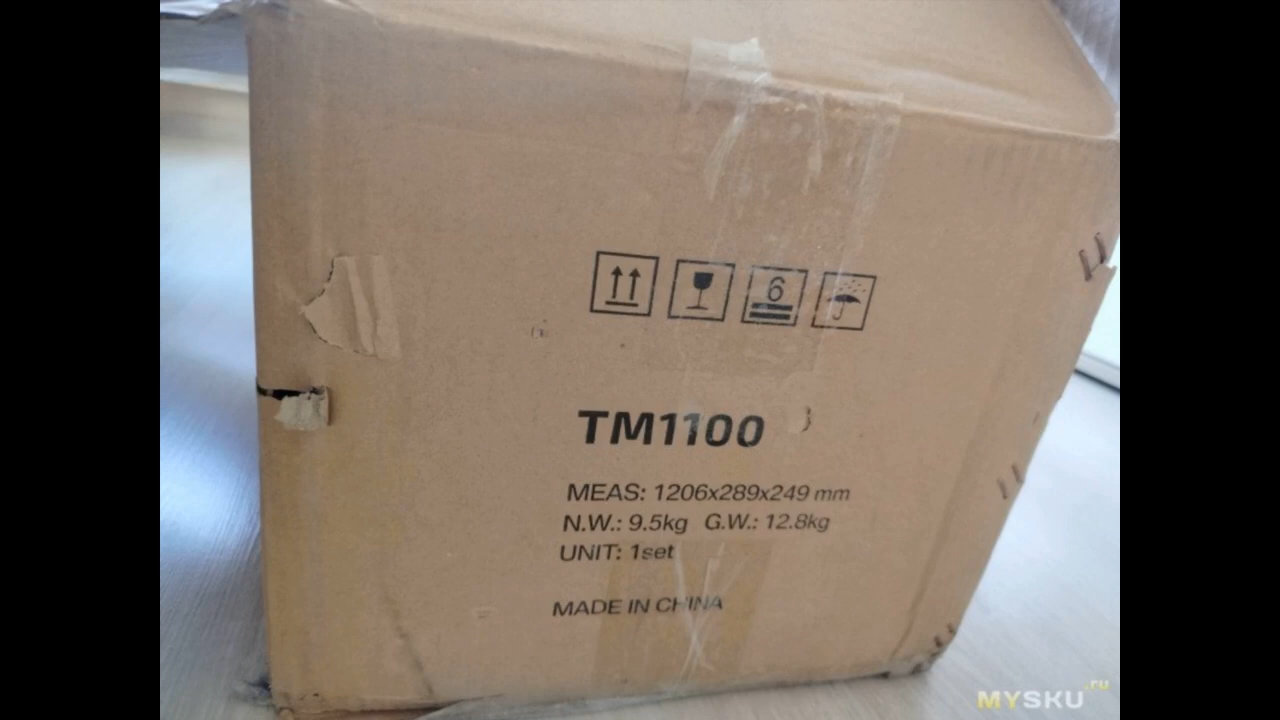 6
TM1100
MEAS: 1206x289x249 mm
N.W.: 9.5kg G.W.: 12.8kg
UNIT: 1set
MADE IN CHINA
MYSKU.ru